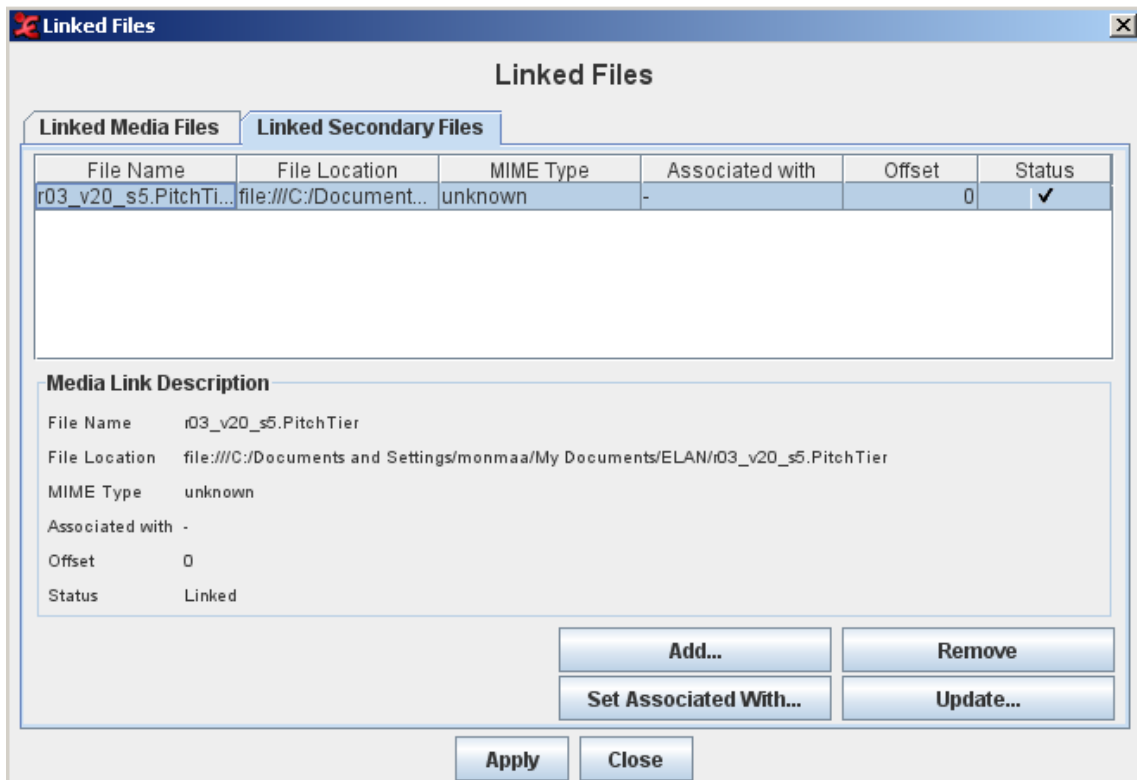 Linked Files
Linked Files
Linked Media Files Linked Secondary Files
File Name File Location MIME Type Associated with Offset Status
r03_v20_s5.PitchTi... file:///C:/Document... unknown - 0 ✓
Media Link Description
File Name r03_v20_s5.PitchTier
File Location file:///C:/Documents and Settings/monmaa/My Documents/ELAN/r03_v20_s5.PitchTier
MIME Type unknown
Associated with -
Offset 0
Status Linked
Add... Remove
Set Associated With... Update...
Apply Close